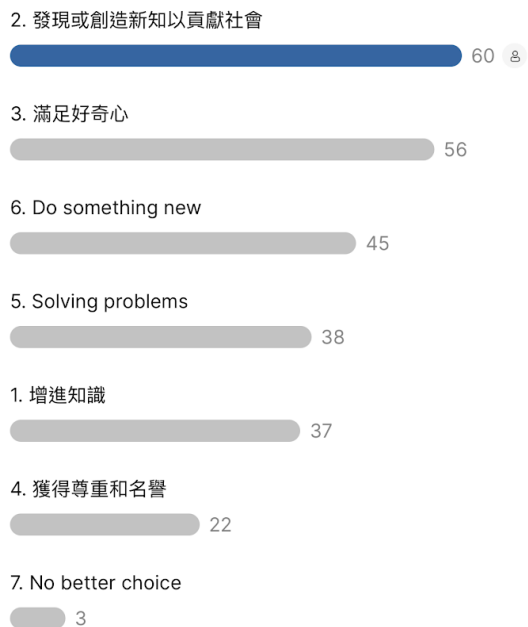 2. 發現或創造新知以貢獻社會
60
3. 滿足好奇心
56
6. Do something new
45
5. Solving problems
38
1. 增進知識
37
4. 獲得尊重和名譽
22
7. No better choice
3